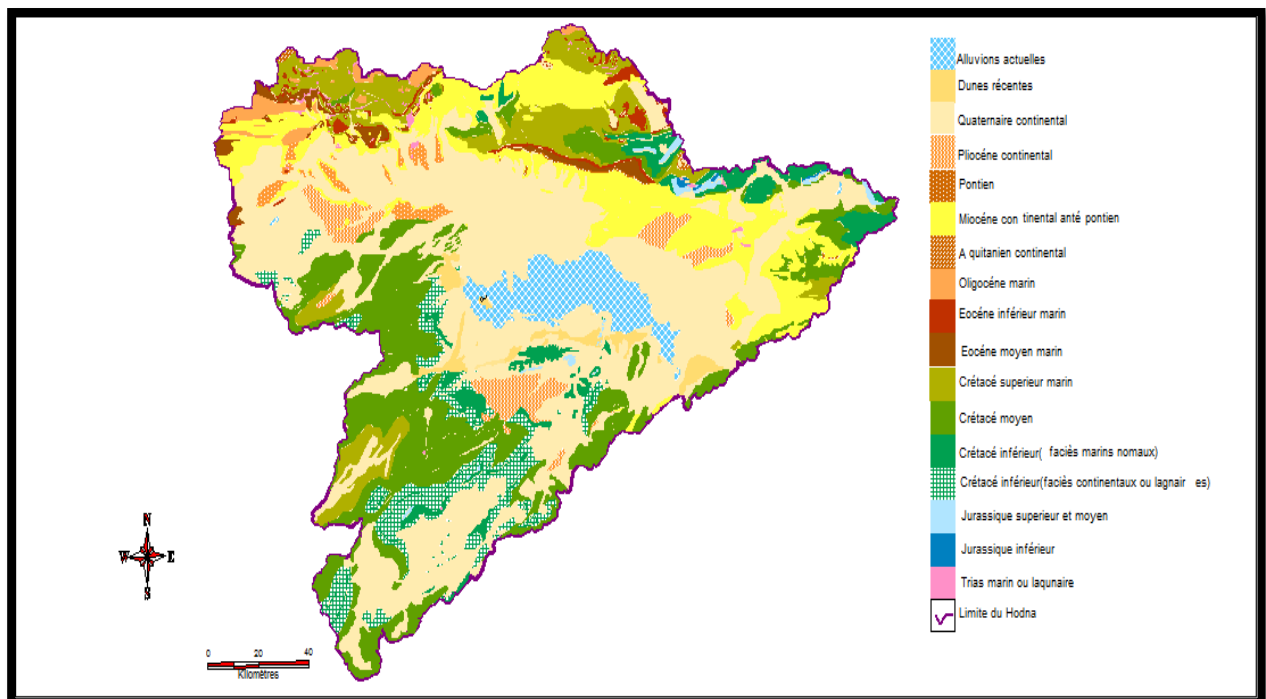 Alluvions actuelles
Dunes récentes
Quaternaire continental
Pliocéne continental
Pontien
Miocéne con tinental anté pontien
A quitanien continental
Oligocéne marin
Eocéne inférieur marin
Eocéne moyen marin
Crétacé superieur marin
Crétacé moyen
Crétacé inférieur( faciès marins nomaux)
Crétacé inférieur(faciès continentaux ou lagnair es)
Jurassique superieur et moyen
Jurassique inférieur
Trias marin ou laqunaire
Limite du Hodna
N
W E
S
0 20 40
Kilomètres